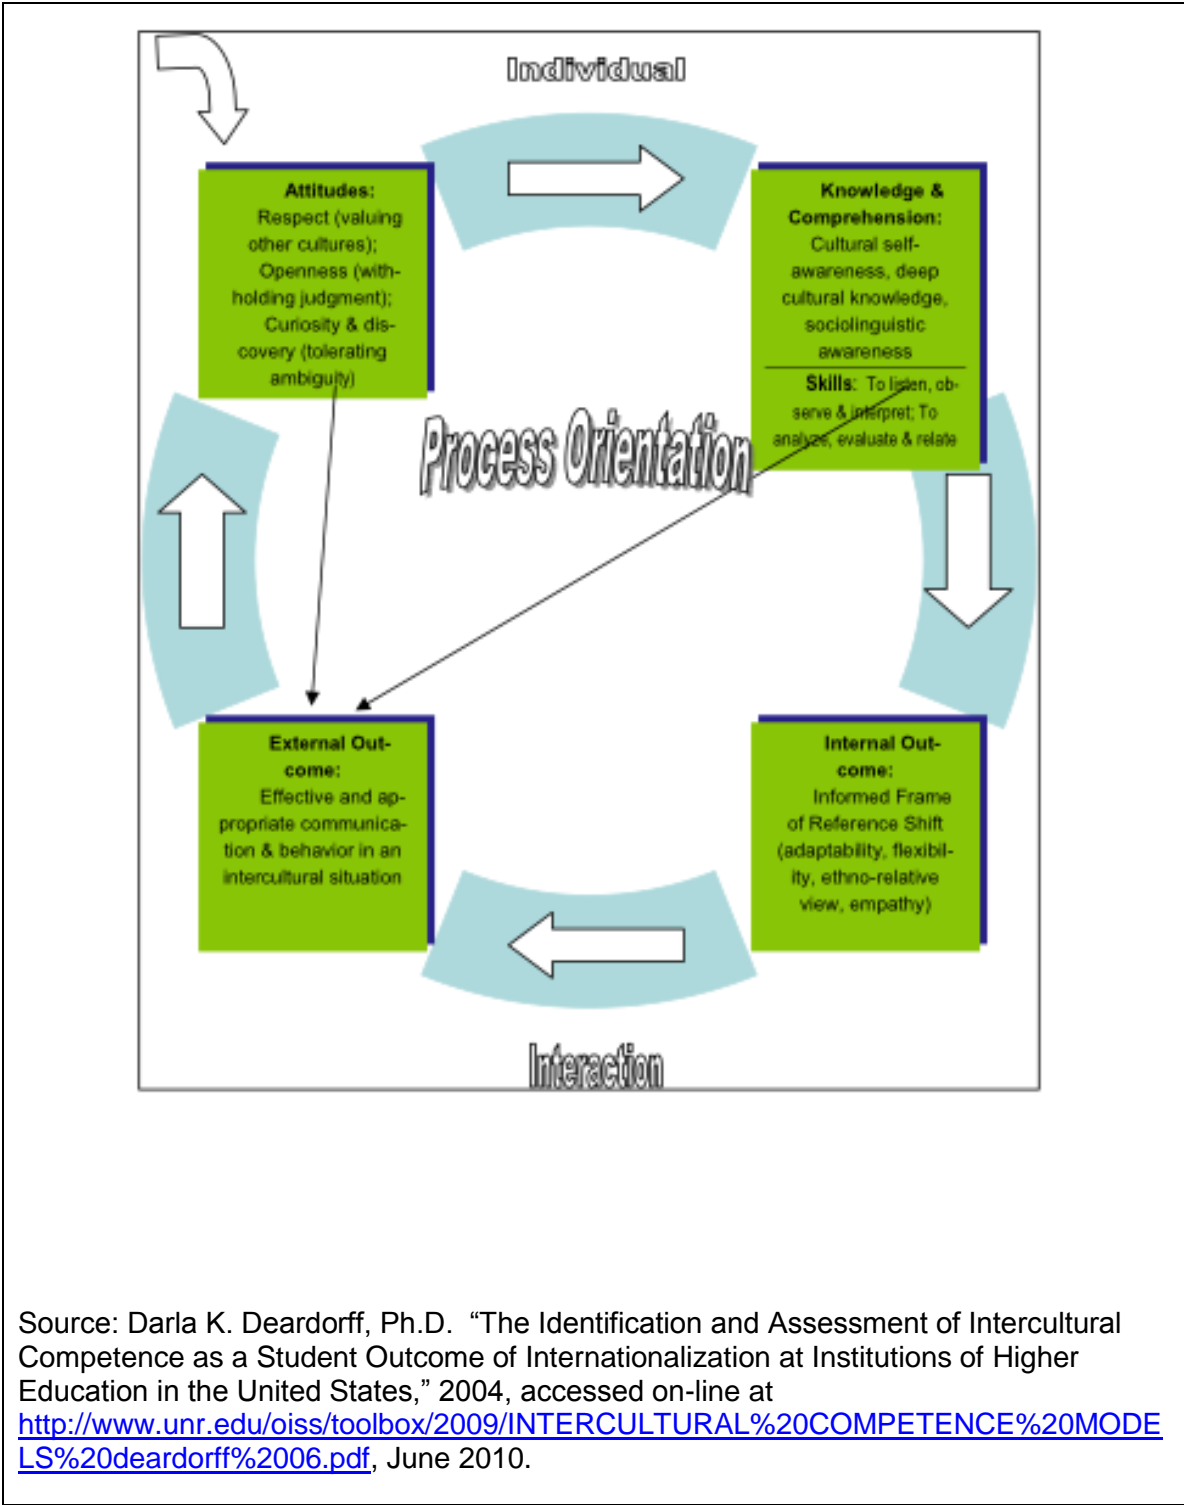 Individual
Attitudes:
Respect (valuing
other cultures);
Openness (with-
holding judgment);
Curiosity & dis-
covery (tolerating
ambiguity)
Knowledge &
Comprehension:
Cultural self-
awareness, deep
cultural knowledge,
sociolinguistic
awareness
Skills: To listen, ob-
serve & interpret; To
analyze, evaluate & relate
Process Orientation
External Out-
come:
Effective and ap-
propriate communica-
tion & behavior in an
intercultural situation
Internal Out-
come:
Informed Frame
of Reference Shift
(adaptability, flexibil-
ity, ethno-relative
view, empathy)
Interaction
Source: Darla K. Deardorff, Ph.D. “The Identification and Assessment of Intercultural
Competence as a Student Outcome of Internationalization at Institutions of Higher
Education in the United States,” 2004, accessed on-line at
http://www.unr.edu/oiss/toolbox/2009/INTERCULTURAL%20COMPETENCE%20MODE
LS%20deardorff%2006.pdf, June 2010.